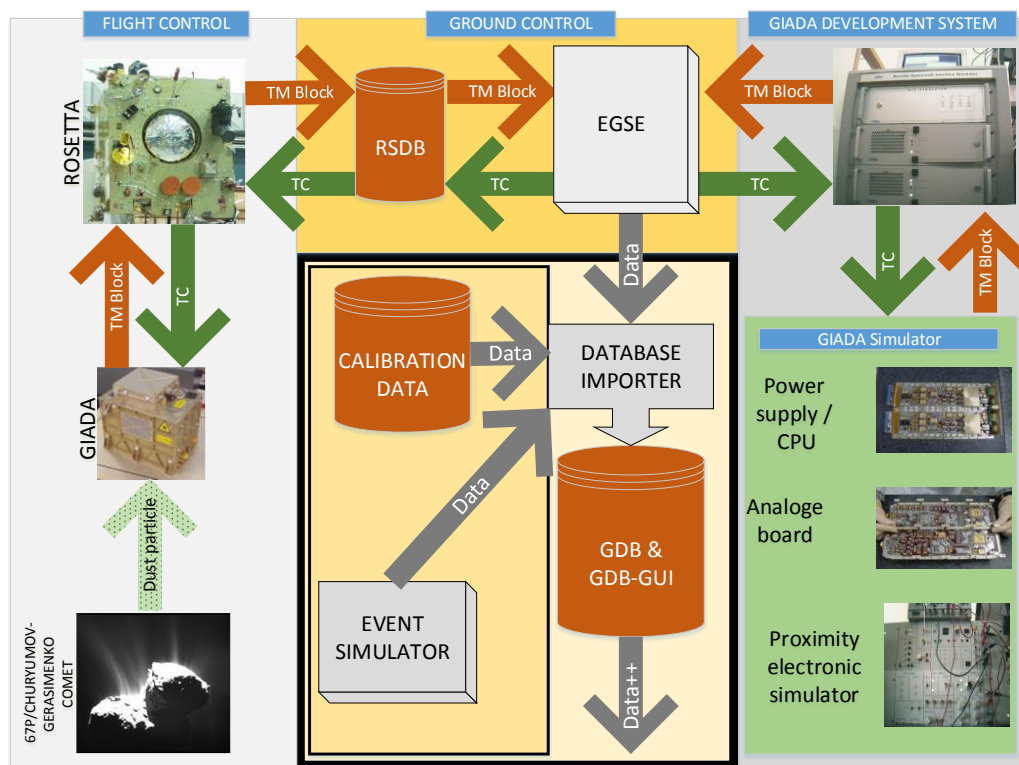 FLIGHT CONTROL
GROUND CONTROL
GIADA DEVELOPMENT SYSTEM
ROSETTA
TM Block
RSDB
TM Block
EGSE
TM Block
TC
TC
TC
TM Block
TC
Data
TC
TM Block
GIADA
CALIBRATION
DATA
Data
DATABASE
IMPORTER
GIADA Simulator
Power
supply /
CPU
Dust particle
Data
GDB &
GDB-GUI
Analoge
board
67P/CHURYUMOV-
GERASIMENKO
COMET
EVENT
SIMULATOR
Data++
Proximity
electronic
simulator